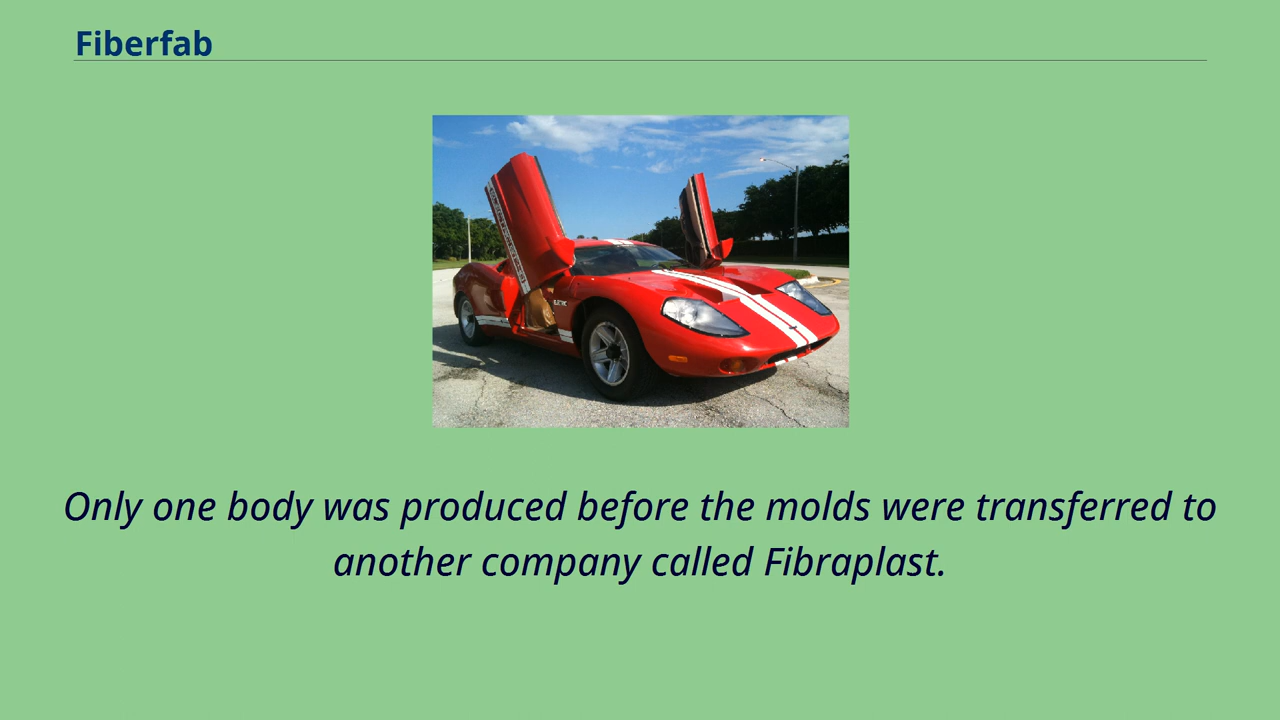 Fiberfab
Only one body was produced before the molds were transferred to
another company called Fibraplast.